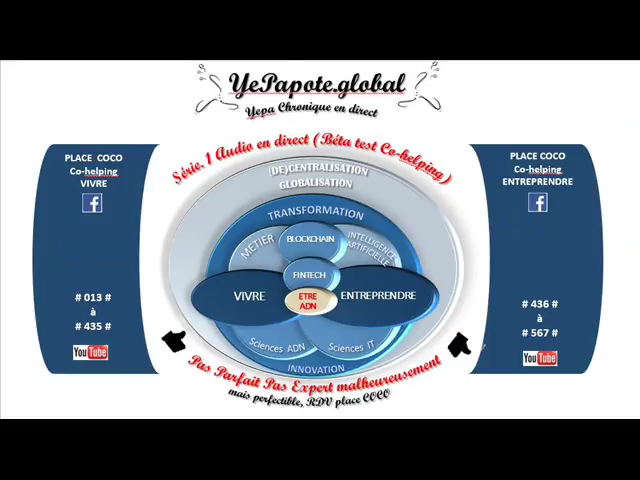 YePapote.global
Yepa Chronique en direct
Série.1 Audio en direct (Béta test Co-helping)
PLACE COCO
Co-helping
VIVRE
# 013 #
à
# 435 #
YouTube
(DE)CENTRALISATION
GLOBALISATION
TRANSFORMATION
METIER
BLOCKCHAIN
INTELLIGENCE
ARTIFICIELLE
FINTECH
VIVRE
ETRE
ADN
ENTREPRENDRE
Sciences ADN
Sciences IT
INNOVATION
PLACE COCO
Co-helping
ENTREPRENDRE
# 436 #
à
# 567 #
YouTube
Pas Parfait Pas Expert malheureusement
mais perfectible, RDV place COCO